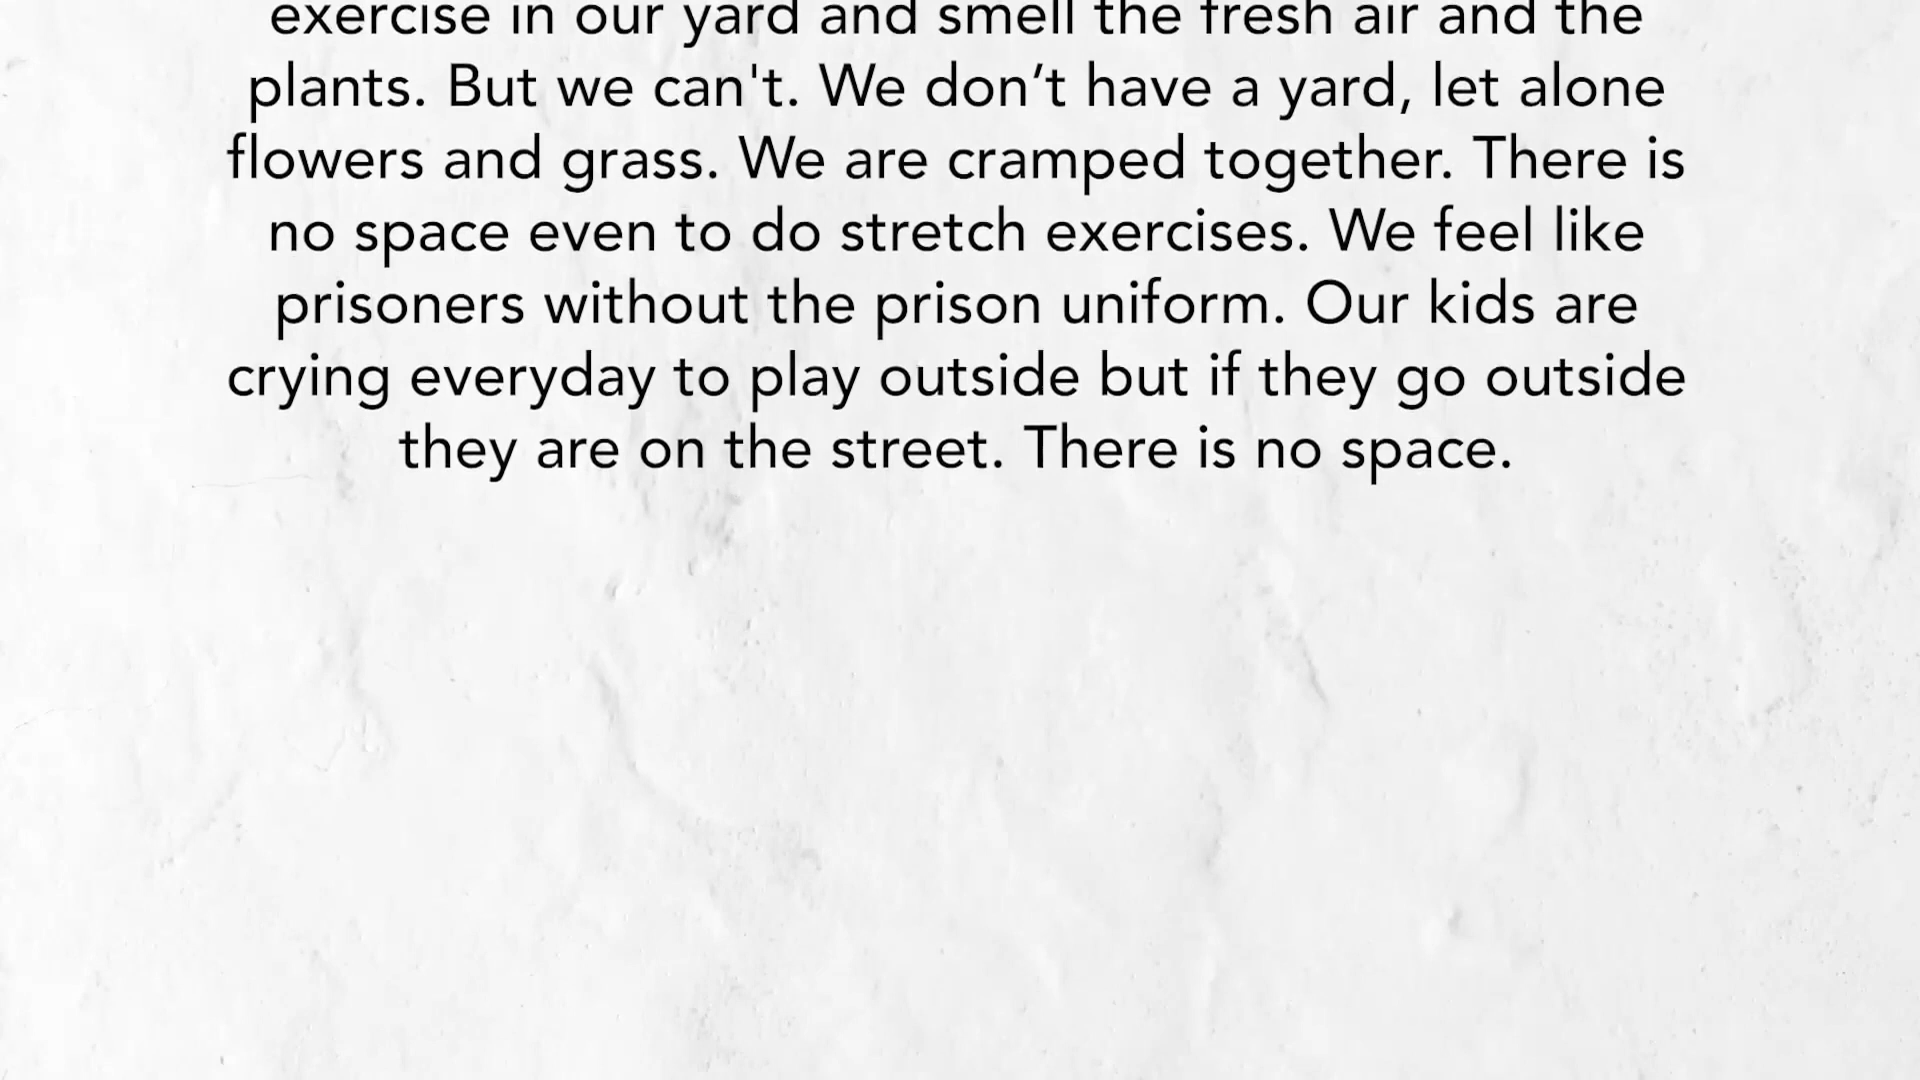 exercise in our yard and smell the fresh air and the
plants. But we can't. We don’t have a yard, let alone
flowers and grass. We are cramped together. There is
no space even to do stretch exercises. We feel like
prisoners without the prison uniform. Our kids are
crying everyday to play outside but if they go outside
they are on the street. There is no space.